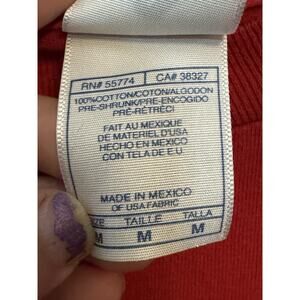 RN# 55774 CA# 38327
100%COTTON/COTON/ALGODON
PRE-SHRUNK/PRE-ENCOGIDO
PRÉ-RÉTRÉCI
FAIT AU MEXIQUE
DE MATERIEL D'USA
HECHO EN MEXICO
CON TELA DE E.U.
MADE IN MEXICO
OF USA FABRIC
TAILLE TALLA
M M M